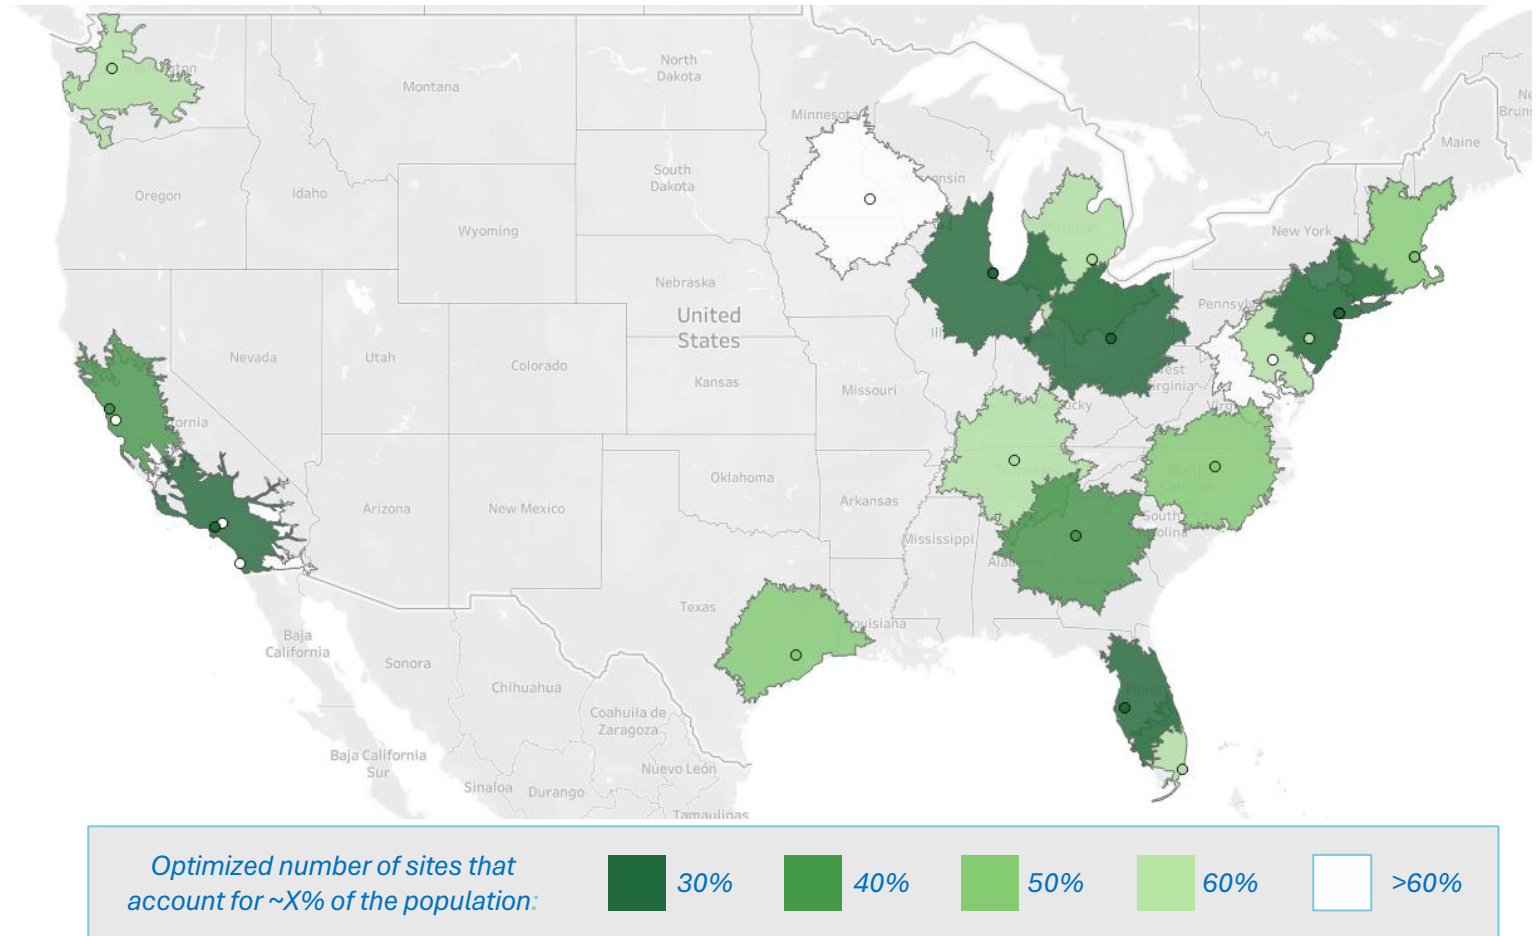 North
Dakota
Montana
Minnesota
Maine
South
Dakota
Oregon
Idaho
Wyoming
New York
Nebraska
United
States
Nevada
Utah
Colorado
Kansas
Missouri
Oklahoma
Arizona
New Mexico
Arkansas
Mississippi
Texas
Baja
California
Sonora
Chihuahua
Coahuila de
Zaragoza
Baja California
Sur
Nuevo León
Sinaloa
Durango
Tamaulipas
Optimized number of sites that
account for ~X% of the population:
30%
40%
50%
60%
>60%